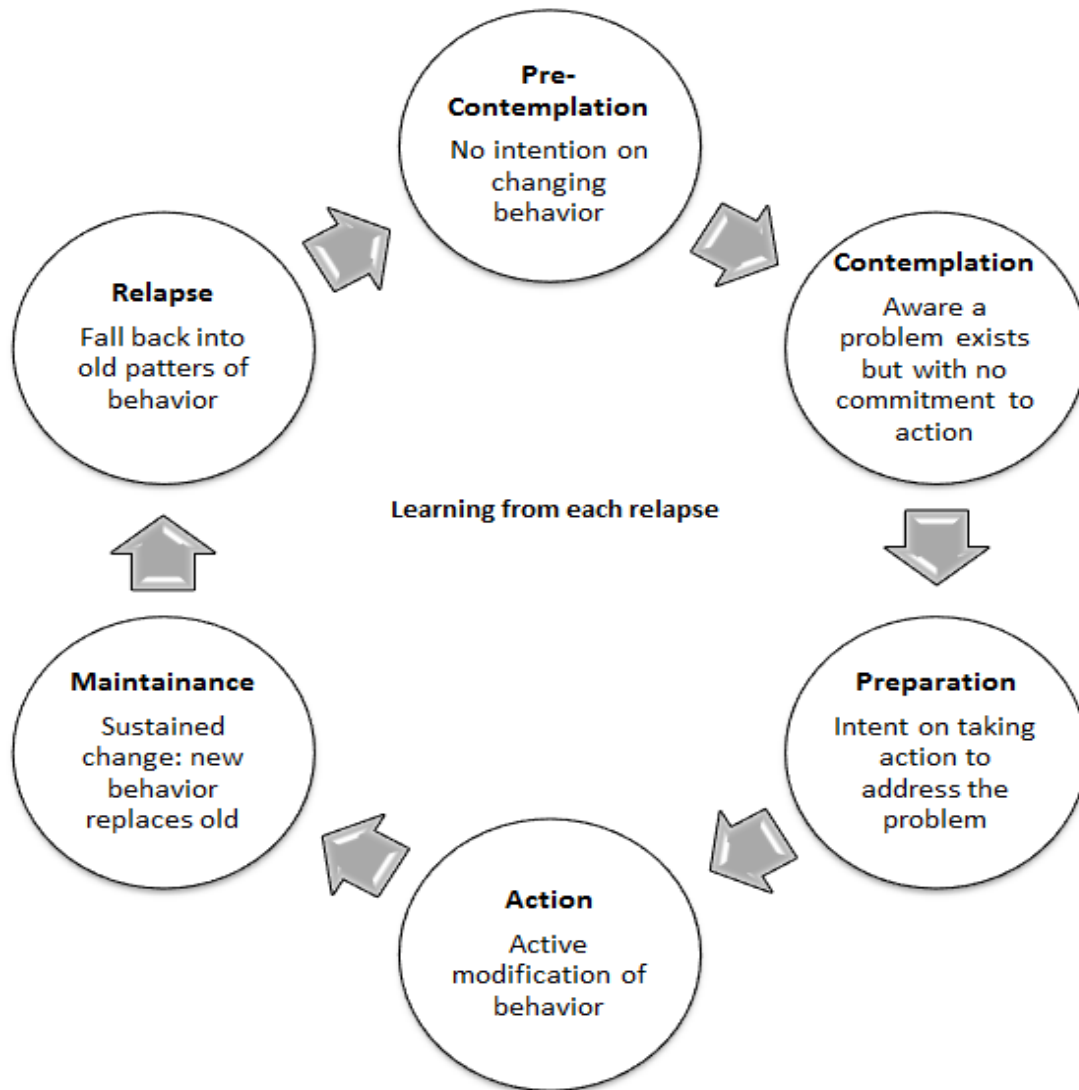 Pre-
Contemplation
No intention on
changing
behavior
Contemplation
Aware a
problem exists
but with no
commitment to
action
Preparation
Intent on taking
action to
address the
problem
Action
Active
modification of
behavior
Maintainance
Sustained
change: new
behavior
replaces old
Relapse
Fall back into
old patters of
behavior
Learning from each relapse